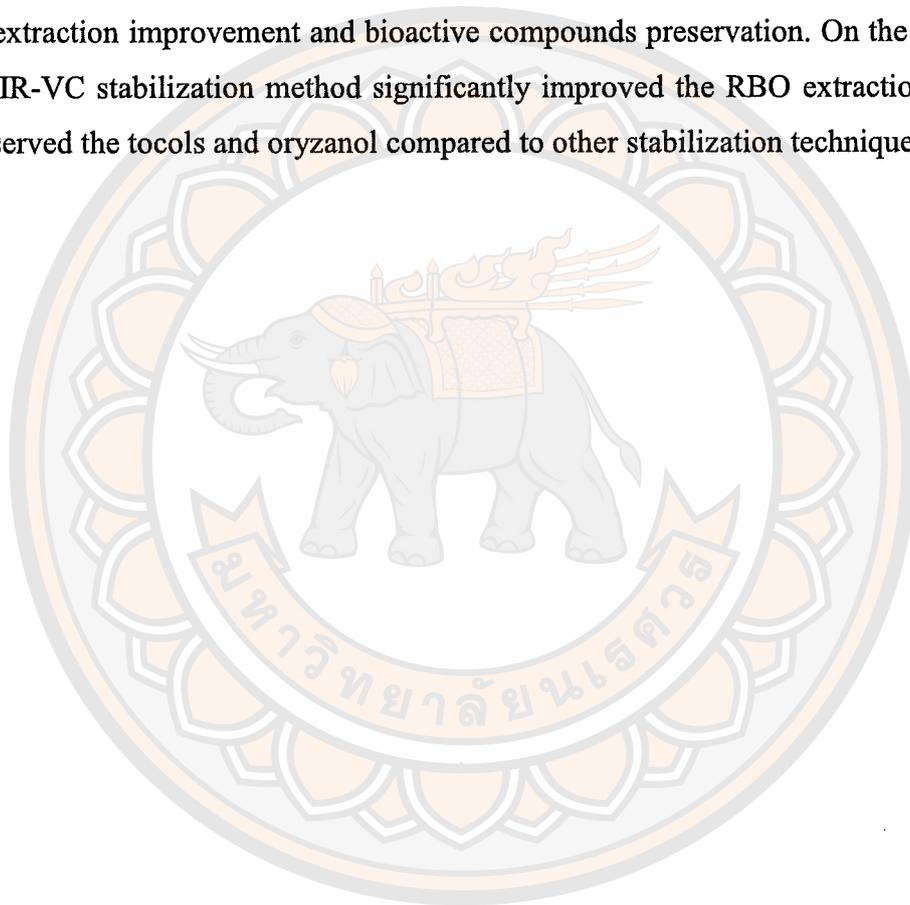 extraction improvement and bioactive compounds preservation. On the
IR-VC stabilization method significantly improved the RBO extractio
served the tocols and oryzanol compared to other stabilization technique
มหาวิทยาลัยนเรศวร